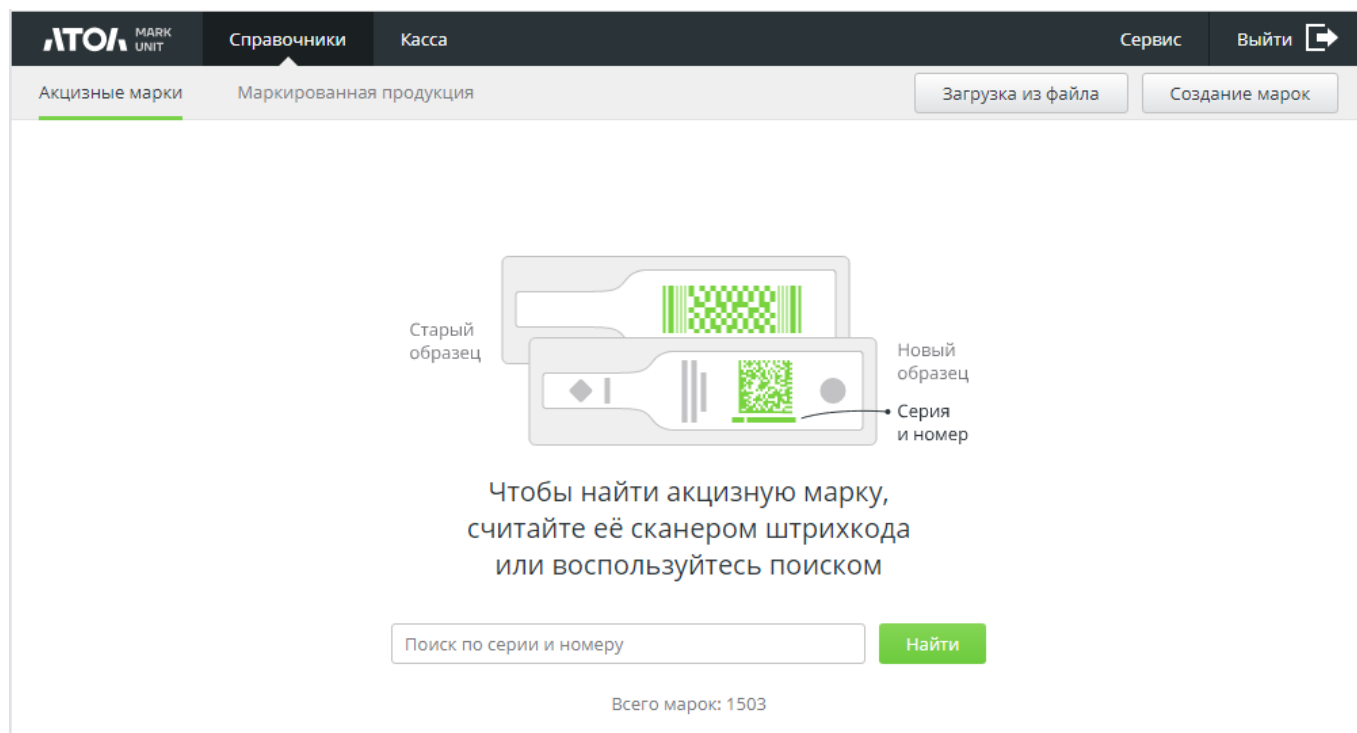 АТОЛ MARK UNIT Справочники Касса Сервис Выйти
Акцизные марки Маркированная продукция Загрузка из файла Создание марок
Старый
образец
Новый
образец
Серия
и номер
Чтобы найти акцизную марку,
считайте её сканером штрихкода
или воспользуйтесь поиском
Поиск по серии и номеру Найти
Всего марок: 1503